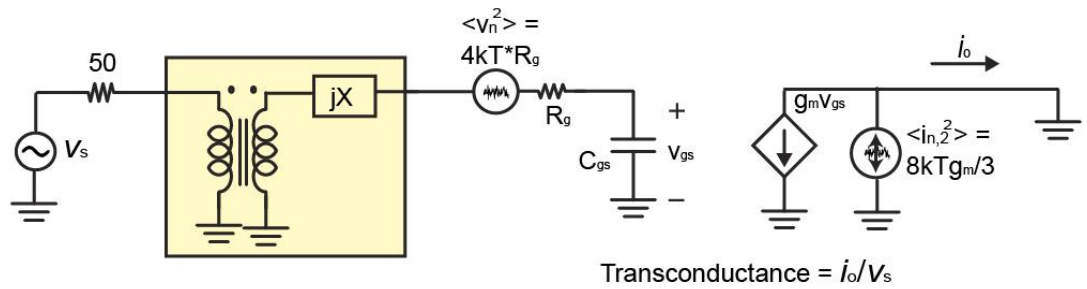 50
vs
jX
<vn²> =
4kT*Rg
Rg
Cgs
+
vgs
−
gmvgs
io
<in,2²> =
8kTgm/3
Transconductance = io/vs